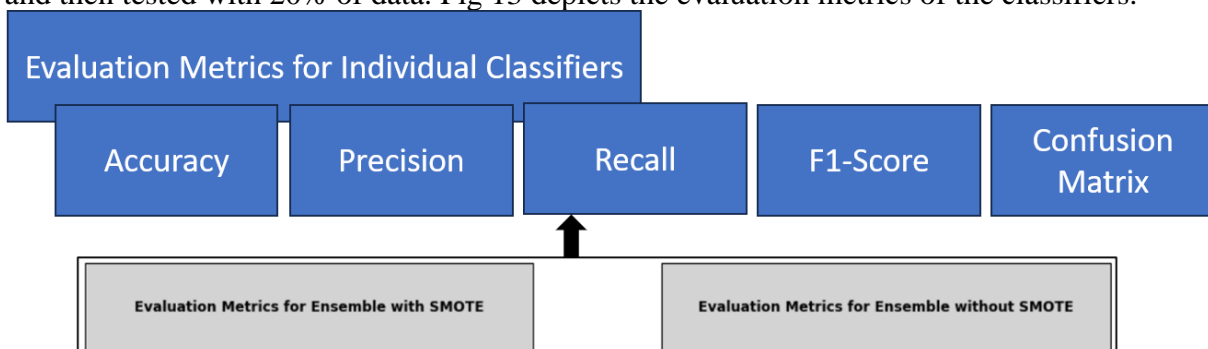 and then tested with 20% of data. Fig 13 depicts the evaluation metrics of the classifiers.
Evaluation Metrics for Individual Classifiers
Accuracy
Precision
Recall
F1-Score
Confusion
Matrix
Evaluation Metrics for Ensemble with SMOTE
Evaluation Metrics for Ensemble without SMOTE